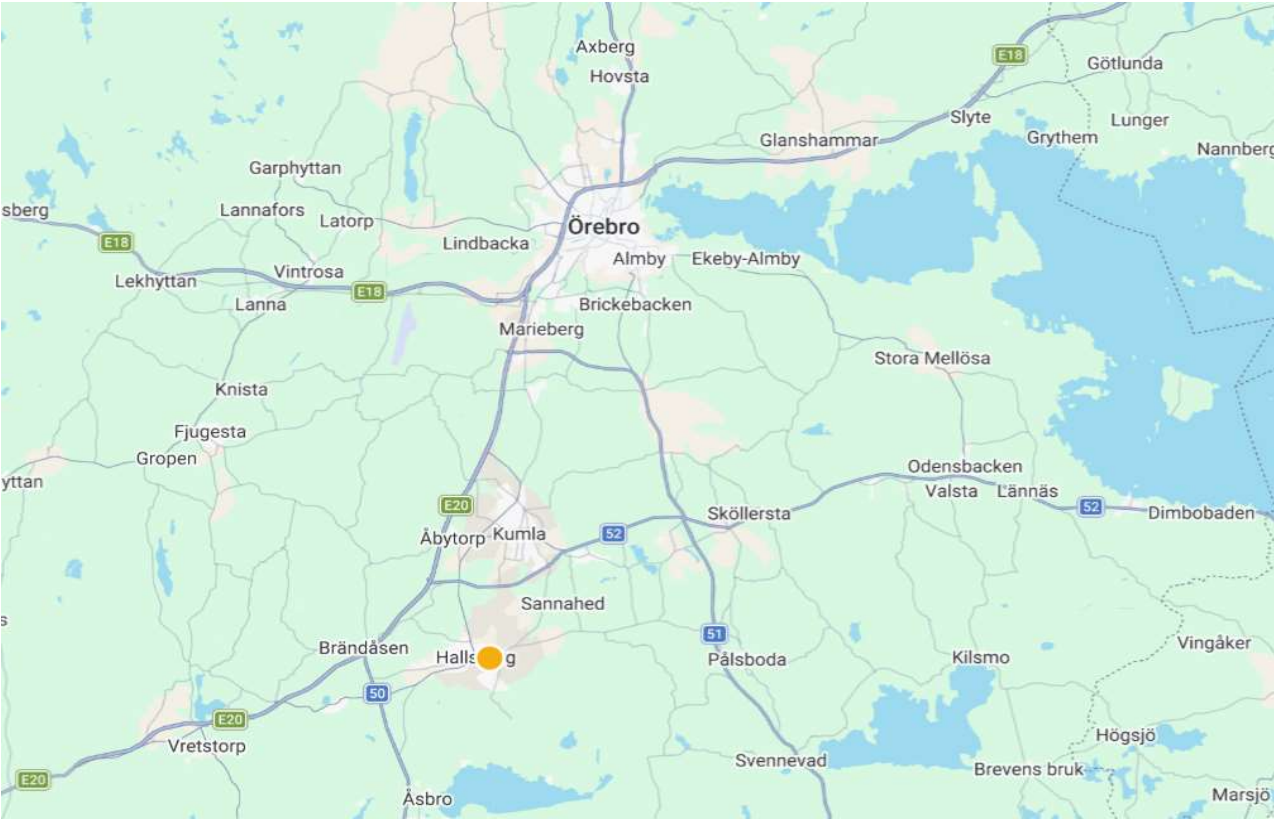 Axberg
Hovsta
E18
Götlunda
Slyte
Lunger
Glanshammar
Grythem
Nannberg
Garphyttan
sberg
Lannafors
Latorp
Örebro
E18
Lindbacka
Almby
Ekeby-Almby
Lekhyttan
Vintrosa
E18
Lanna
Brickebacken
Marieberg
Stora Mellösa
Knista
Fjugesta
Gropen
yttan
Odensbacken
Valsta
Lännäs
E20
52
Dimbobaden
Sköllersta
Åbytorp
Kumla
52
Sannahed
s
51
Vingåker
Brändåsen
Halls
g
Pålsboda
Kilsmo
50
E20
Vretstorp
Högsjö
Svennevad
Brevens bruk
E20
Åsbro
Marsjö